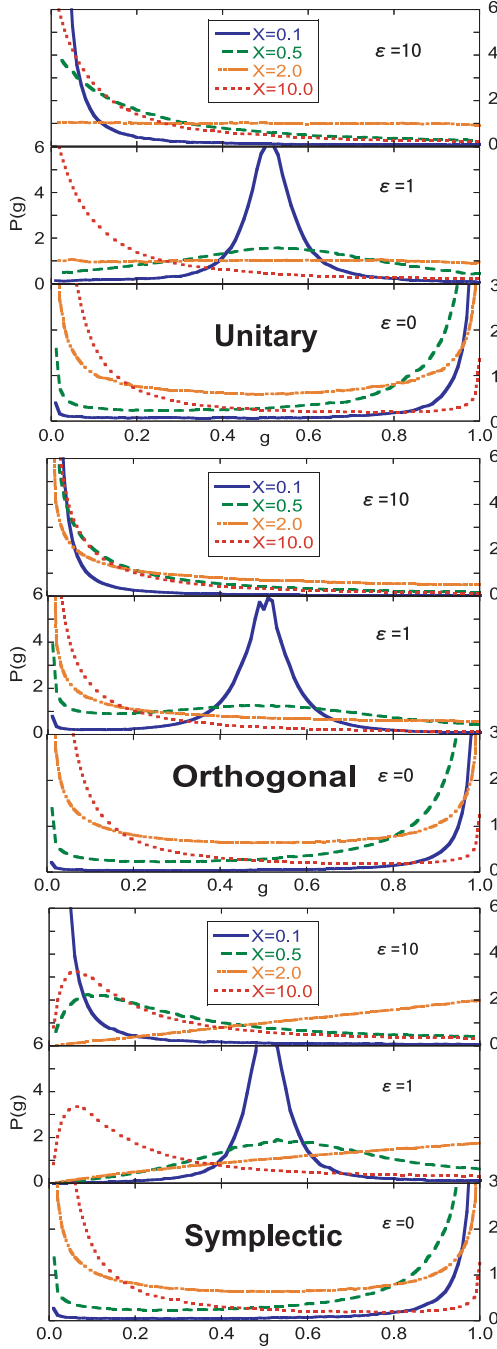 6
X=0.1
X=0.5
X=2.0
X=10.0
ε=10
4
2
0
6
4
2
0
P(g)
ε=1
3
2
1
0
Unitary
ε=0
0.0 0.2 0.4 0.6 0.8 1.0
g
6
X=0.1
X=0.5
X=2.0
X=10.0
ε=10
4
2
0
6
4
2
0
P(g)
ε=1
3
2
1
0
Orthogonal
ε=0
0.0 0.2 0.4 0.6 0.8 1.0
g
6
X=0.1
X=0.5
X=2.0
X=10.0
ε=10
4
2
0
6
4
2
0
P(g)
ε=1
3
2
1
0
Symplectic
ε=0
0.0 0.2 0.4 0.6 0.8 1.0
g